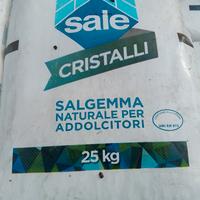 sale
CRISTALLI
SALGEMMA
NATURALE PER
ADDOLCITORI
25 kg